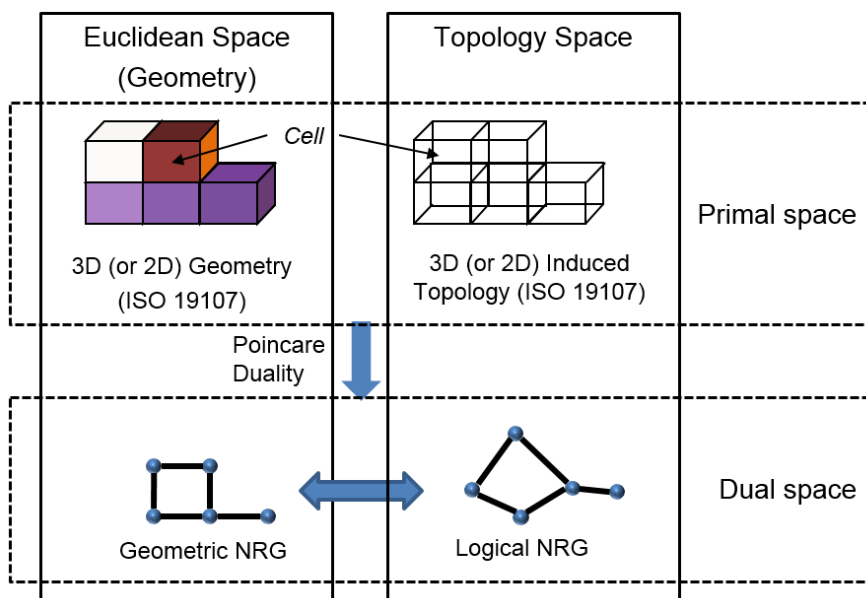 Euclidean Space
(Geometry)
Topology Space
Cell
Primal space
3D (or 2D) Geometry
(ISO 19107)
3D (or 2D) Induced
Topology (ISO 19107)
Poincare
Duality
Dual space
Geometric NRG
Logical NRG